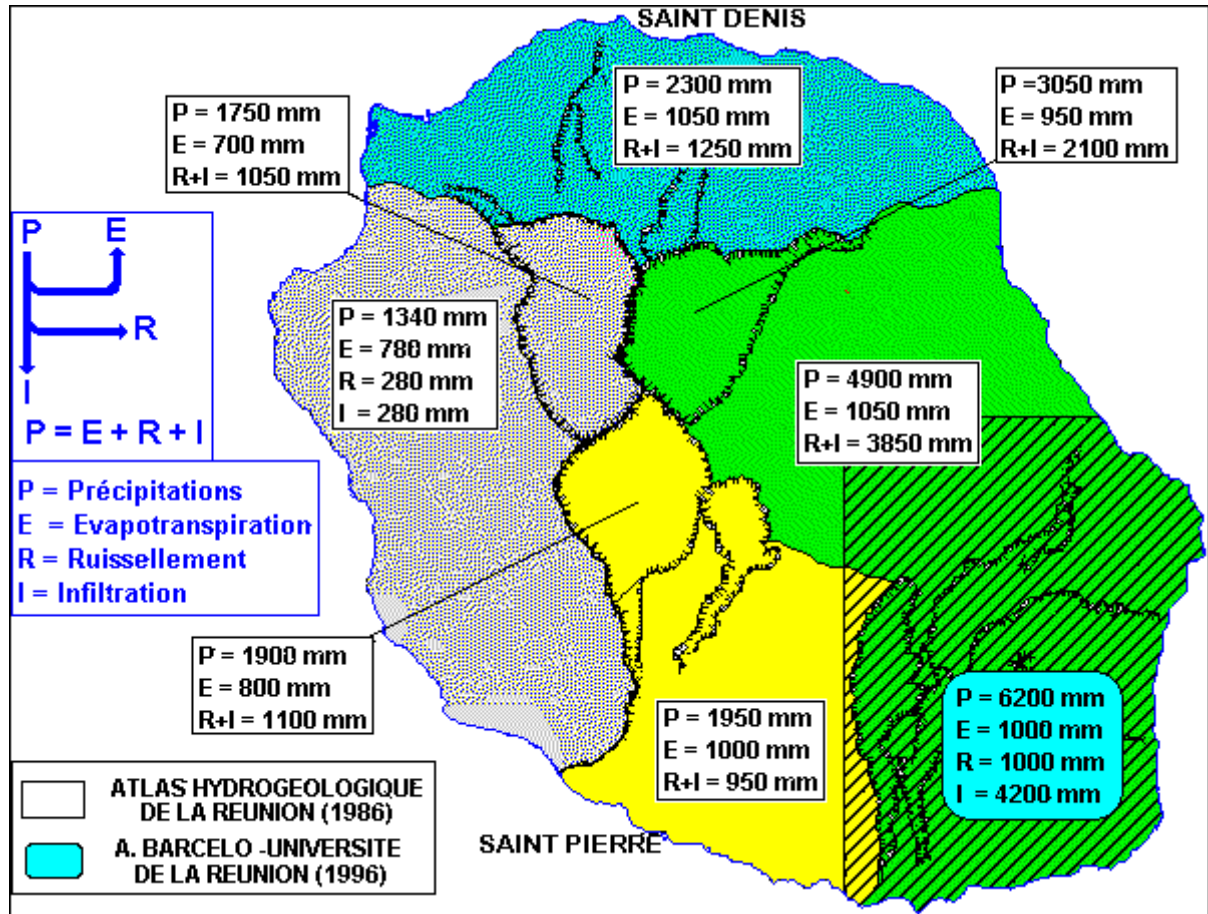 SAINT DENIS
P = 1750 mm
E = 700 mm
R+I = 1050 mm
P = 2300 mm
E = 1050 mm
R+I = 1250 mm
P =3050 mm
E = 950 mm
R+I = 2100 mm
P
E
R
I
P = E + R + I
P = Précipitations
E = Evapotranspiration
R = Ruissellement
I = Infiltration
P = 1340 mm
E = 780 mm
R = 280 mm
I = 280 mm
P = 4900 mm
E = 1050 mm
R+I = 3850 mm
P = 1900 mm
E = 800 mm
R+I = 1100 mm
P = 1950 mm
E = 1000 mm
R+I = 950 mm
P = 6200 mm
E = 1000 mm
R = 1000 mm
I = 4200 mm
SAINT PIERRE
ATLAS HYDROGEOLOGIQUE
DE LA REUNION (1986)
A. BARCELO -UNIVERSITE
DE LA REUNION (1996)